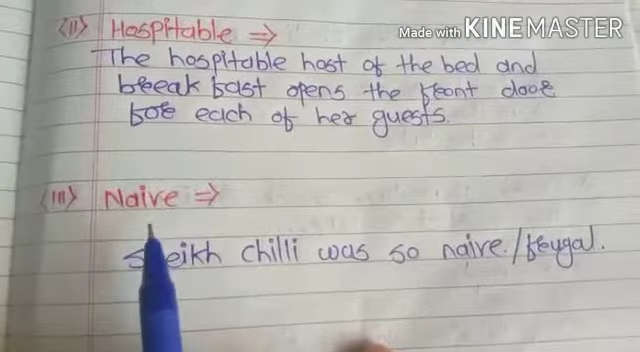 Made with KINEMASTER
(II) Hospitable ⇒
The hospitable host of the bed and
break fast opens the front door
for each of her guests.
(III) Naive ⇒
Sheikh chilli was so naive./frugal.